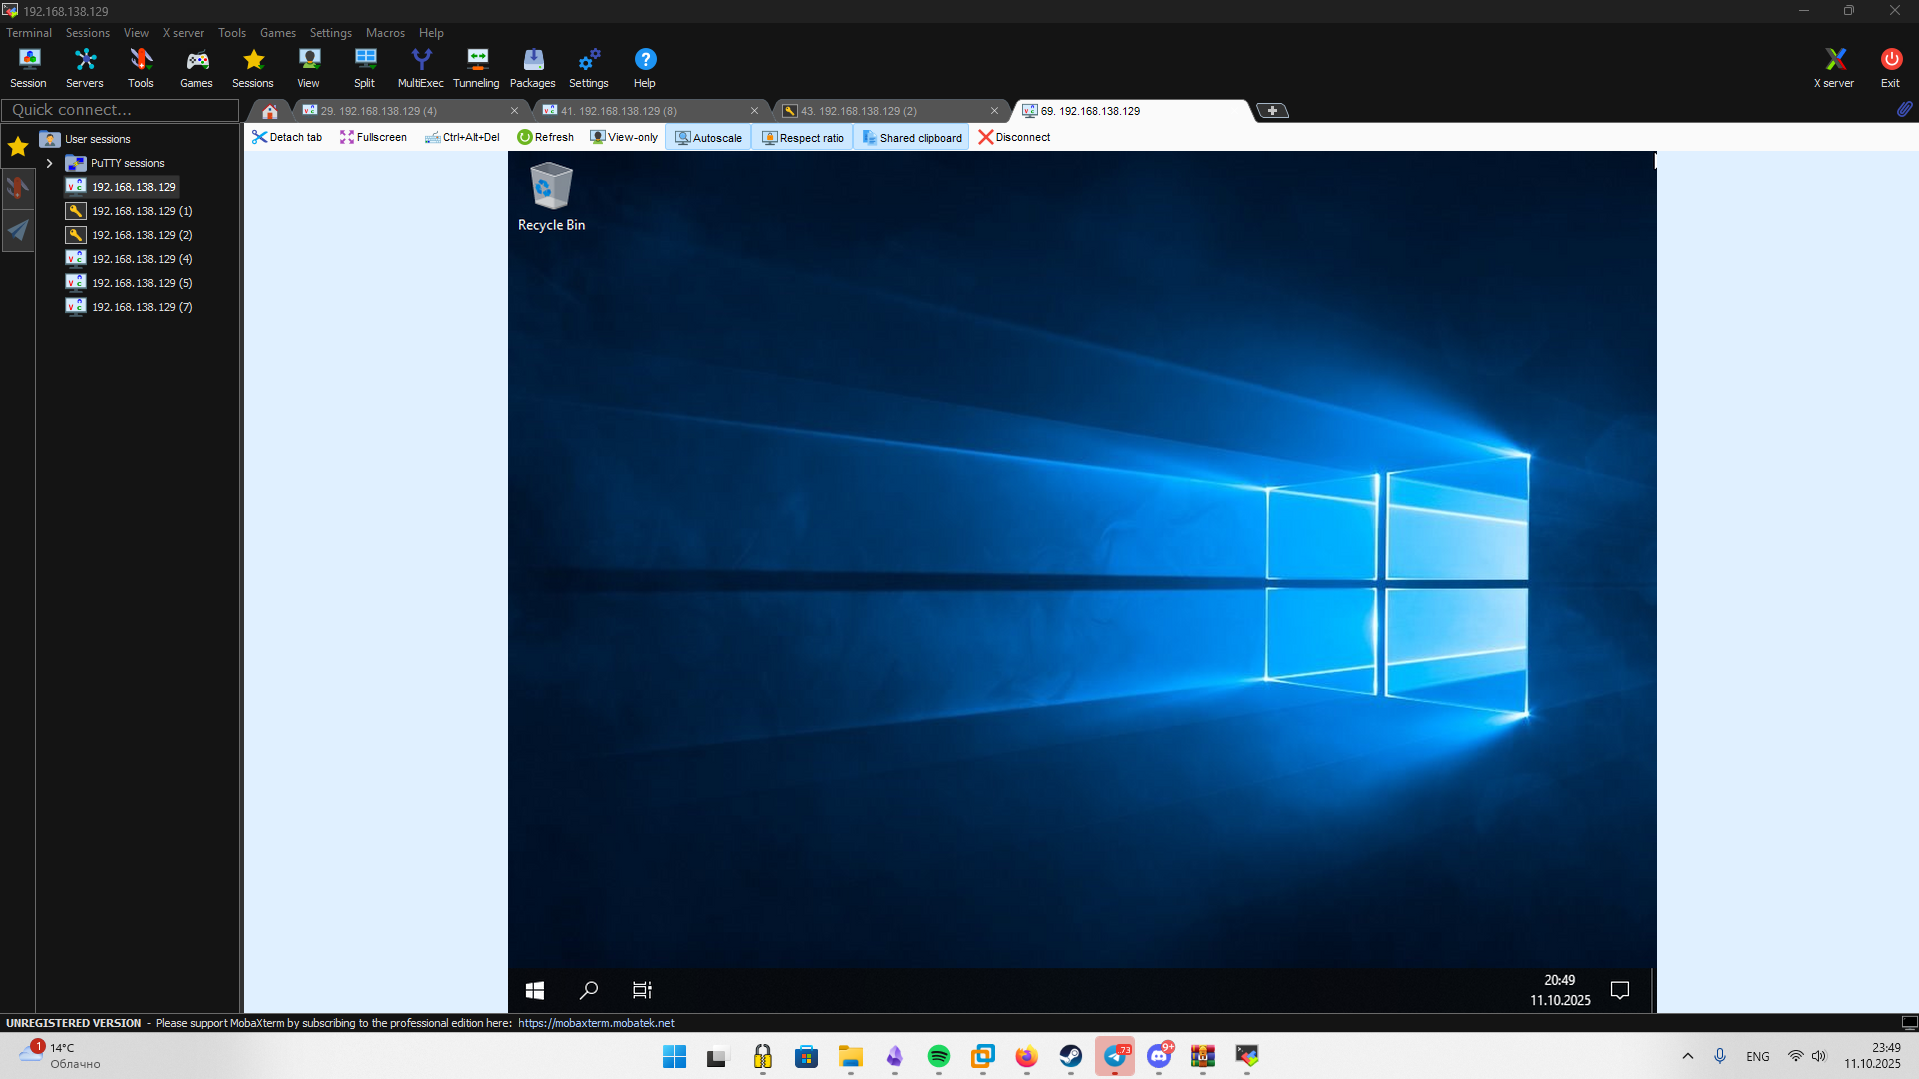 192.168.138.129
Terminal Sessions View X server Tools Games Settings Macros Help
Session Servers Tools Games Sessions View Split MultiExec Tunneling Packages Settings Help X server Exit
Quick connect...
29. 192.168.138.129 (4)
41. 192.168.138.129 (8)
43. 192.168.138.129 (2)
69. 192.168.138.129
Detach tab Fullscreen Ctrl+Alt+Del Refresh View-only Autoscale Respect ratio Shared clipboard Disconnect
User sessions
PuTTY sessions
192.168.138.129
192.168.138.129 (1)
192.168.138.129 (2)
192.168.138.129 (4)
192.168.138.129 (5)
192.168.138.129 (7)
Recycle Bin
20:49
11.10.2025
UNREGISTERED VERSION - Please support MobaXterm by subscribing to the professional edition here: https://mobaxterm.mobatek.net
1
14°C
Облачно
73
9+
ENG
23:49
11.10.2025